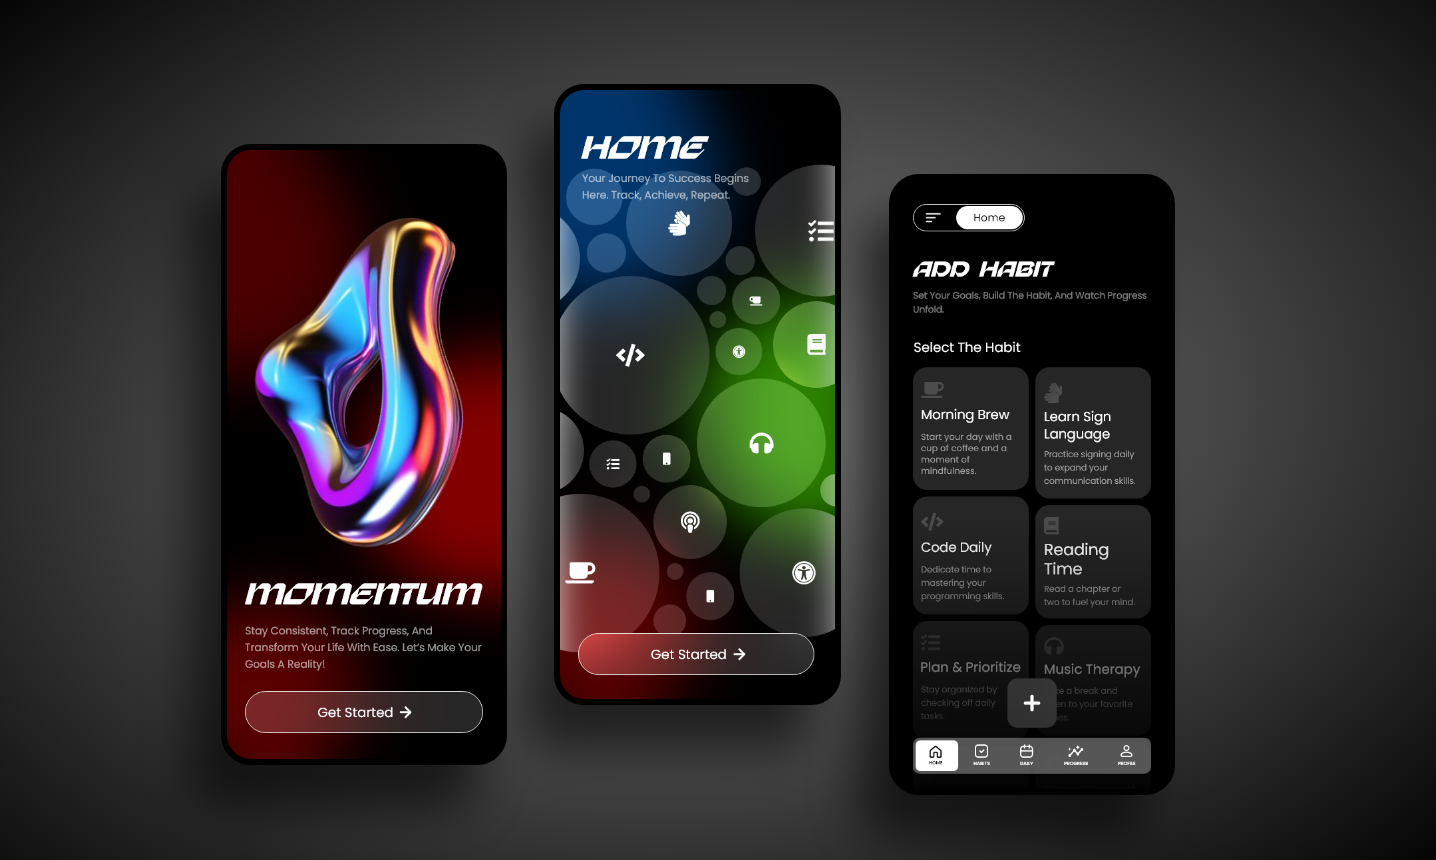 MOMENTUM
Stay Consistent, Track Progress, And
Transform Your Life With Ease. Let's Make Your
Goals A Reality!
Get Started
HOME
Your Journey To Success Begins
Here. Track, Achieve, Repeat.
Get Started
Home
ADD HABIT
Set Your Goals, Build The Habit, And Watch Progress
Unfold.
Select The Habit
Morning Brew
Start your day with a
cup of coffee and a
moment of
mindfulness.
Learn Sign
Language
Practice signing daily
to expand your
communication skills.
Code Daily
Dedicate time to
mastering your
programming skills.
Reading
Time
Read a chapter or
two to fuel your mind.
Plan & Prioritize
Stay organized by
checking off daily
tasks.
Music Therapy
a break and
to your favorite
HOME
HABITS
DAILY
PROGRESS
PROFILE